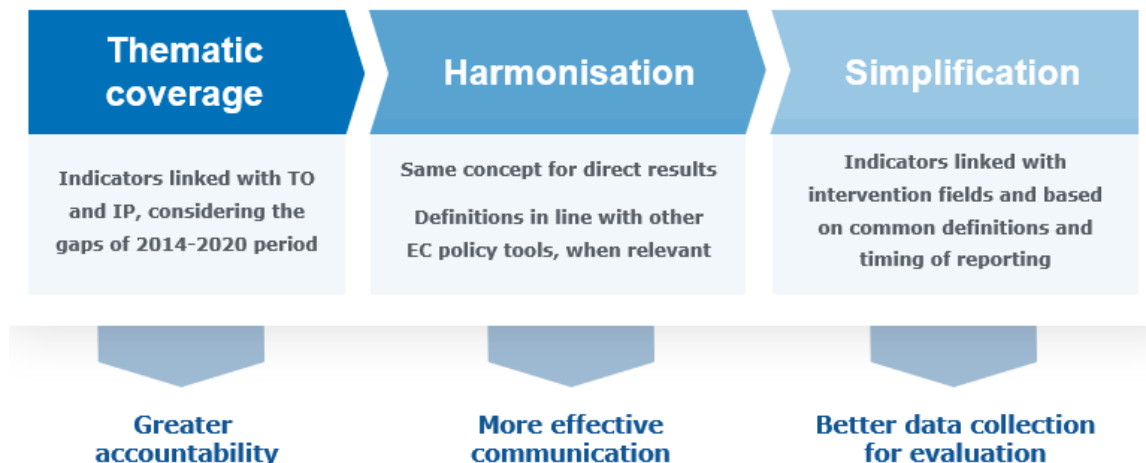 Thematic
coverage
Harmonisation
Simplification
Indicators linked with TO
and IP, considering the
gaps of 2014-2020 period
Same concept for direct results
Definitions in line with other
EC policy tools, when relevant
Indicators linked with
intervention fields and based
on common definitions and
timing of reporting
Greater
accountability
More effective
communication
Better data collection
for evaluation